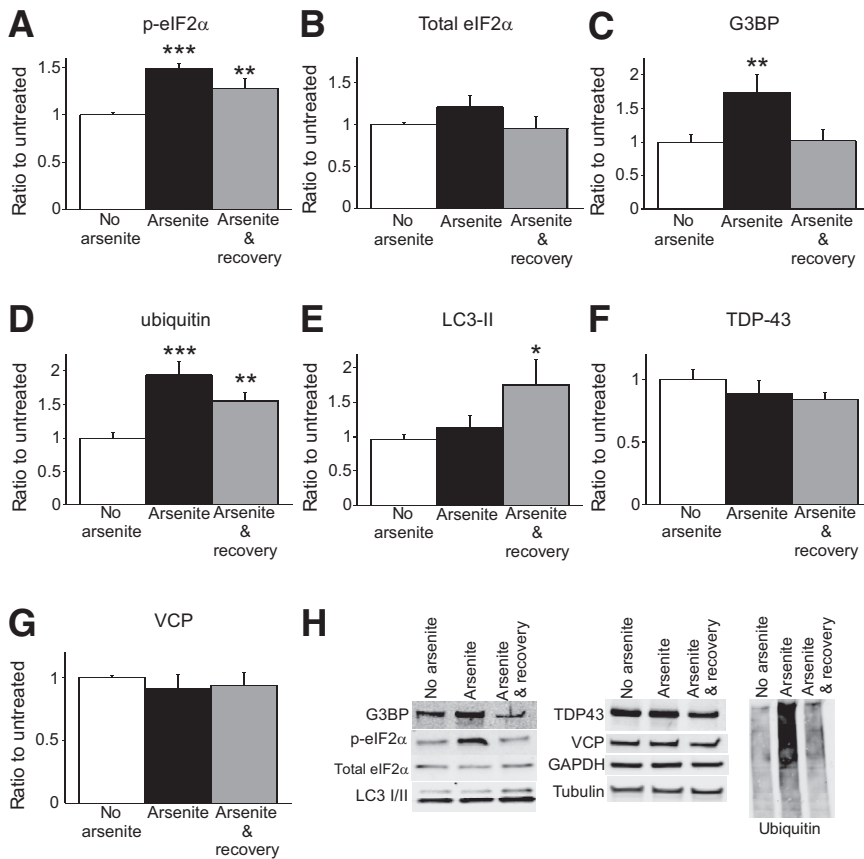 A
p-eIF2α
Ratio to untreated
1.5
1
0.5
0
***
**
No arsenite
Arsenite
Arsenite & recovery
B
Total eIF2α
Ratio to untreated
1.5
1
0.5
0
No arsenite
Arsenite
Arsenite & recovery
C
G3BP
Ratio to untreated
2
1.5
1
0.5
0
**
No arsenite
Arsenite
Arsenite & recovery
D
ubiquitin
Ratio to untreated
2
1.5
1
0.5
0
***
**
No arsenite
Arsenite
Arsenite & recovery
E
LC3-II
Ratio to untreated
2
1.5
1
0.5
0
*
No arsenite
Arsenite
Arsenite & recovery
F
TDP-43
Ratio to untreated
1
0.5
0
No arsenite
Arsenite
Arsenite & recovery
G
VCP
Ratio to untreated
1
0.5
0
No arsenite
Arsenite
Arsenite & recovery
H
No arsenite
Arsenite
Arsenite & recovery
G3BP
p-eIF2α
Total eIF2α
LC3 I/II
No arsenite
Arsenite
Arsenite & recovery
TDP43
VCP
GAPDH
Tubulin
No arsenite
Arsenite
Arsenite & recovery
Ubiquitin